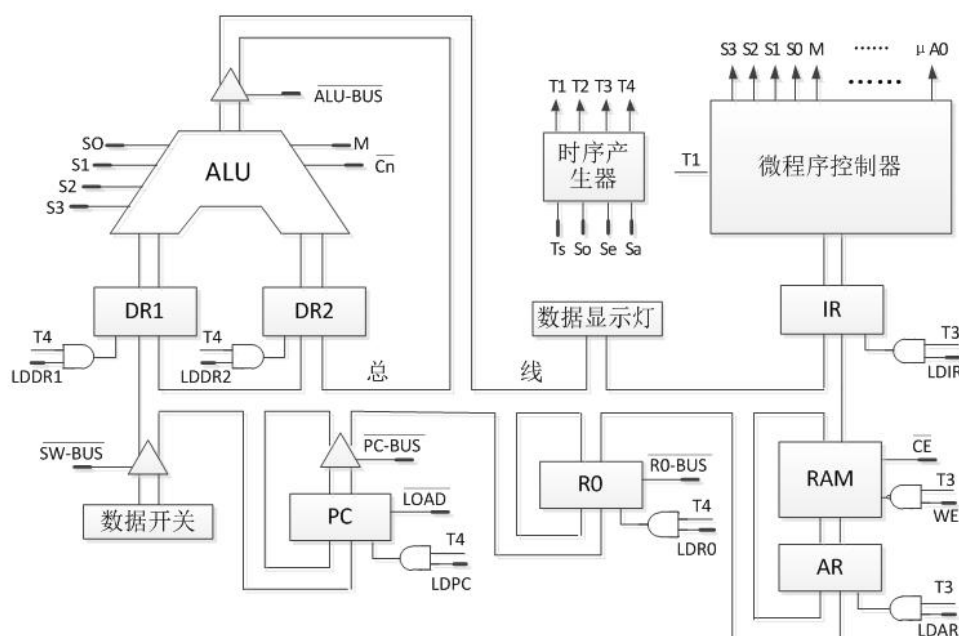 S3 S2 S1 S0 M ...... μA0
......
ALU-BUS
T1 T2 T3 T4
SO
M
时序产生器
微程序控制器
T1
S1
ALU
Cn
S2
S3
Ts So Se Sa
DR1
DR2
数据显示灯
IR
T4
LDDR1
T4
LDDR2
T3
LDIR
总 线
SW-BUS
PC-BUS
数据开关
PC
LOAD
T4
LDPC
R0
R0-BUS
T4
LDR0
RAM
CE
T3
WE
AR
T3
LDAR